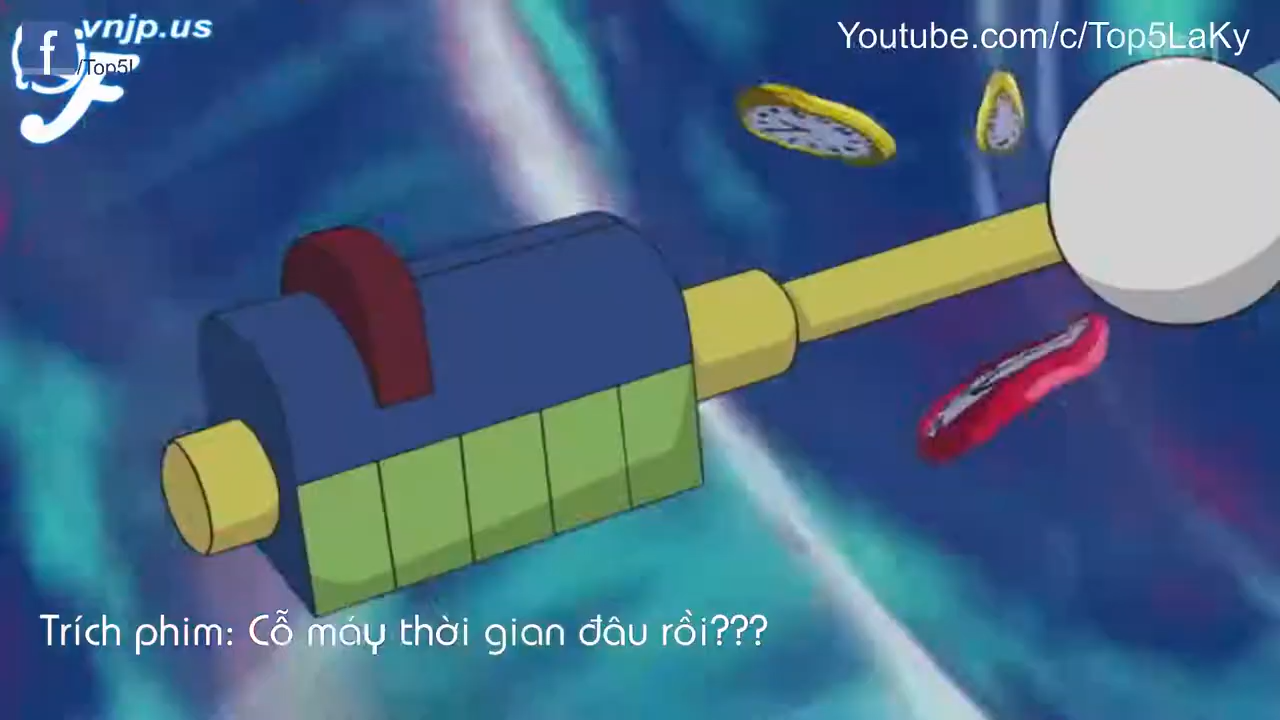 vnjp.us
f
/Top5L
Youtube.com/c/Top5LaKy
Trích phim: Cỗ máy thời gian đâu rồi???